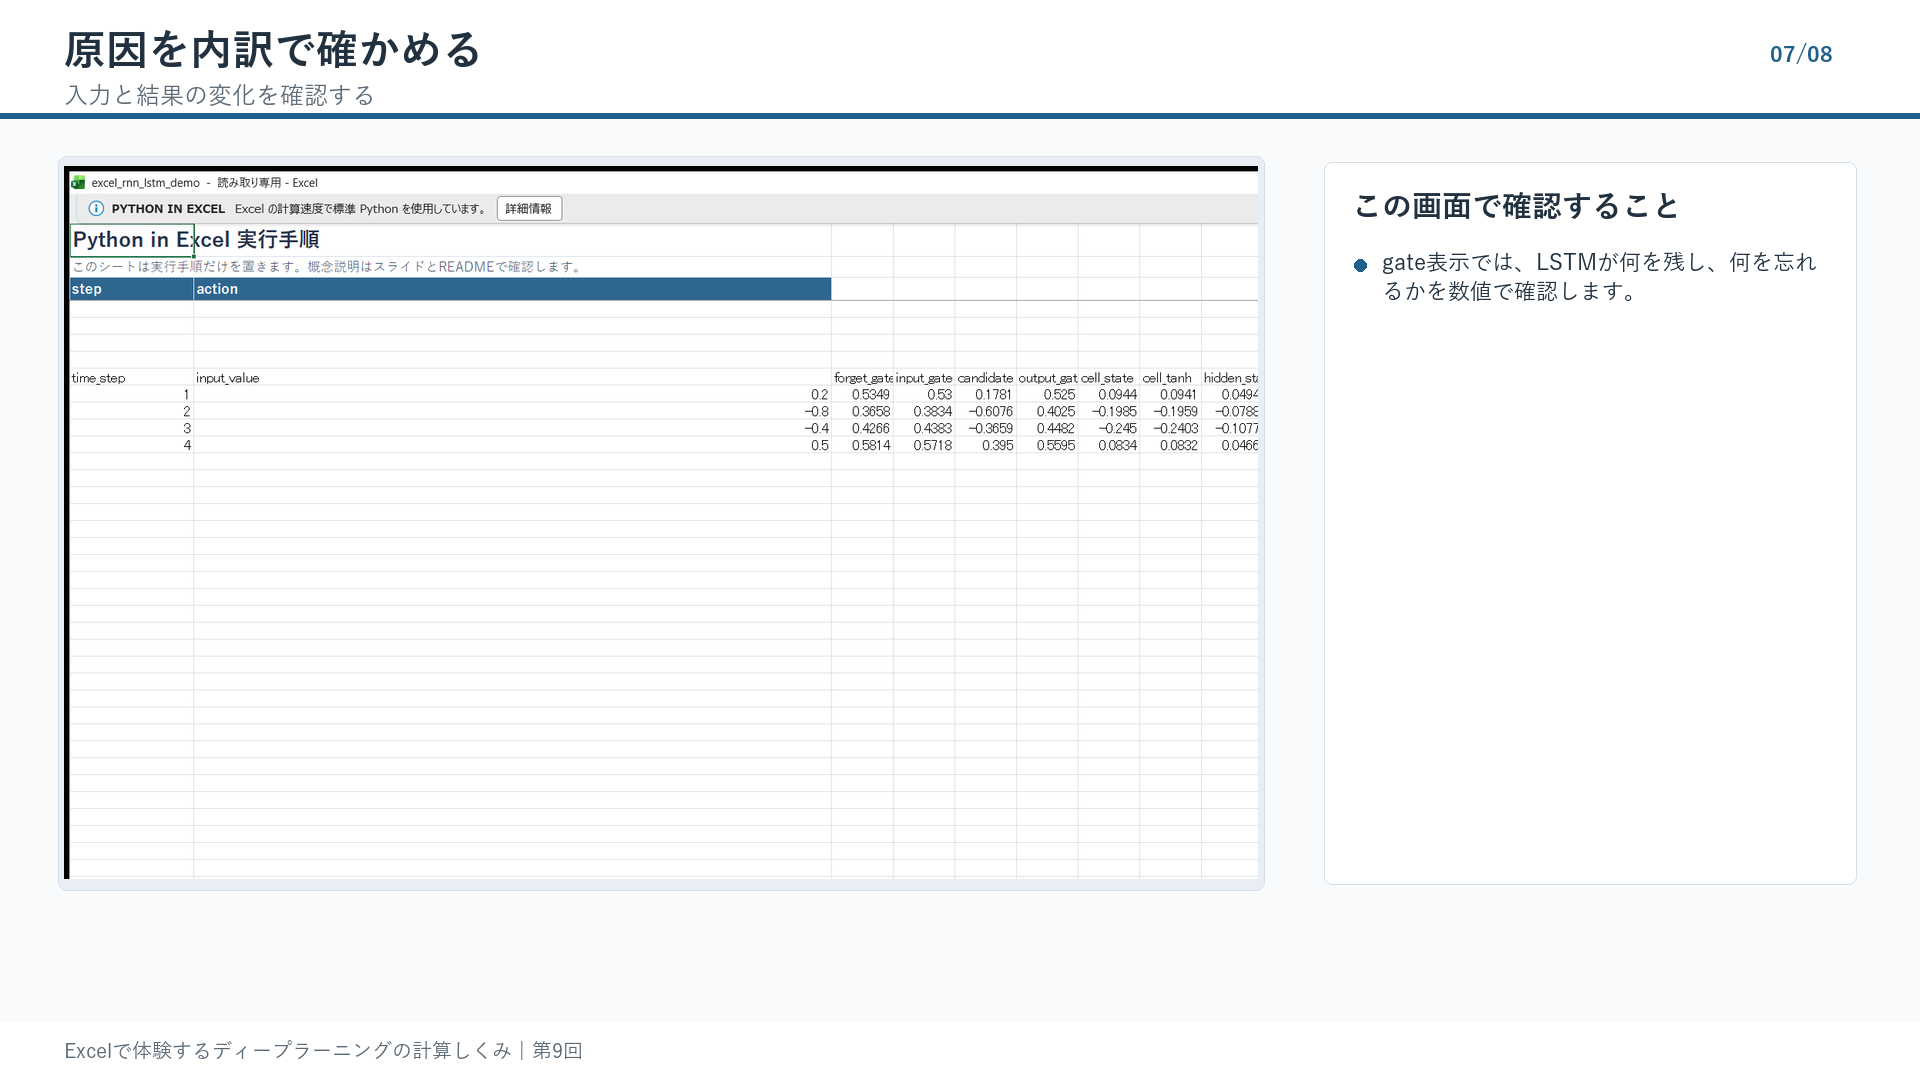 原因を内訳で確かめる
07/08
入力と結果の変化を確認する
excel_rnn_lstm_demo - 読み取り専用 - Excel
PYTHON IN EXCEL Excel の計算速度で標準 Python を使用しています。 詳細情報
Python in Excel 実行手順
このシートは実行手順だけを置きます。概念説明はスライドとREADMEで確認します。
step action
time_step input_value forget_gate input_gate candidate output_gat cell_state cell_tanh hidden_sta
1 0.2 0.5349 0.53 0.1781 0.525 0.0944 0.0941 0.0494
2 −0.8 0.3658 0.3834 −0.6076 0.4025 −0.1985 −0.1959 −0.0788
3 −0.4 0.4266 0.4383 −0.3659 0.4482 −0.245 −0.2403 −0.1077
4 0.5 0.5814 0.5718 0.395 0.5595 0.0834 0.0832 0.0466
この画面で確認すること
gate表示では、LSTMが何を残し、何を忘れ
るかを数値で確認します。
Excelで体験するディープラーニングの計算しくみ｜第9回